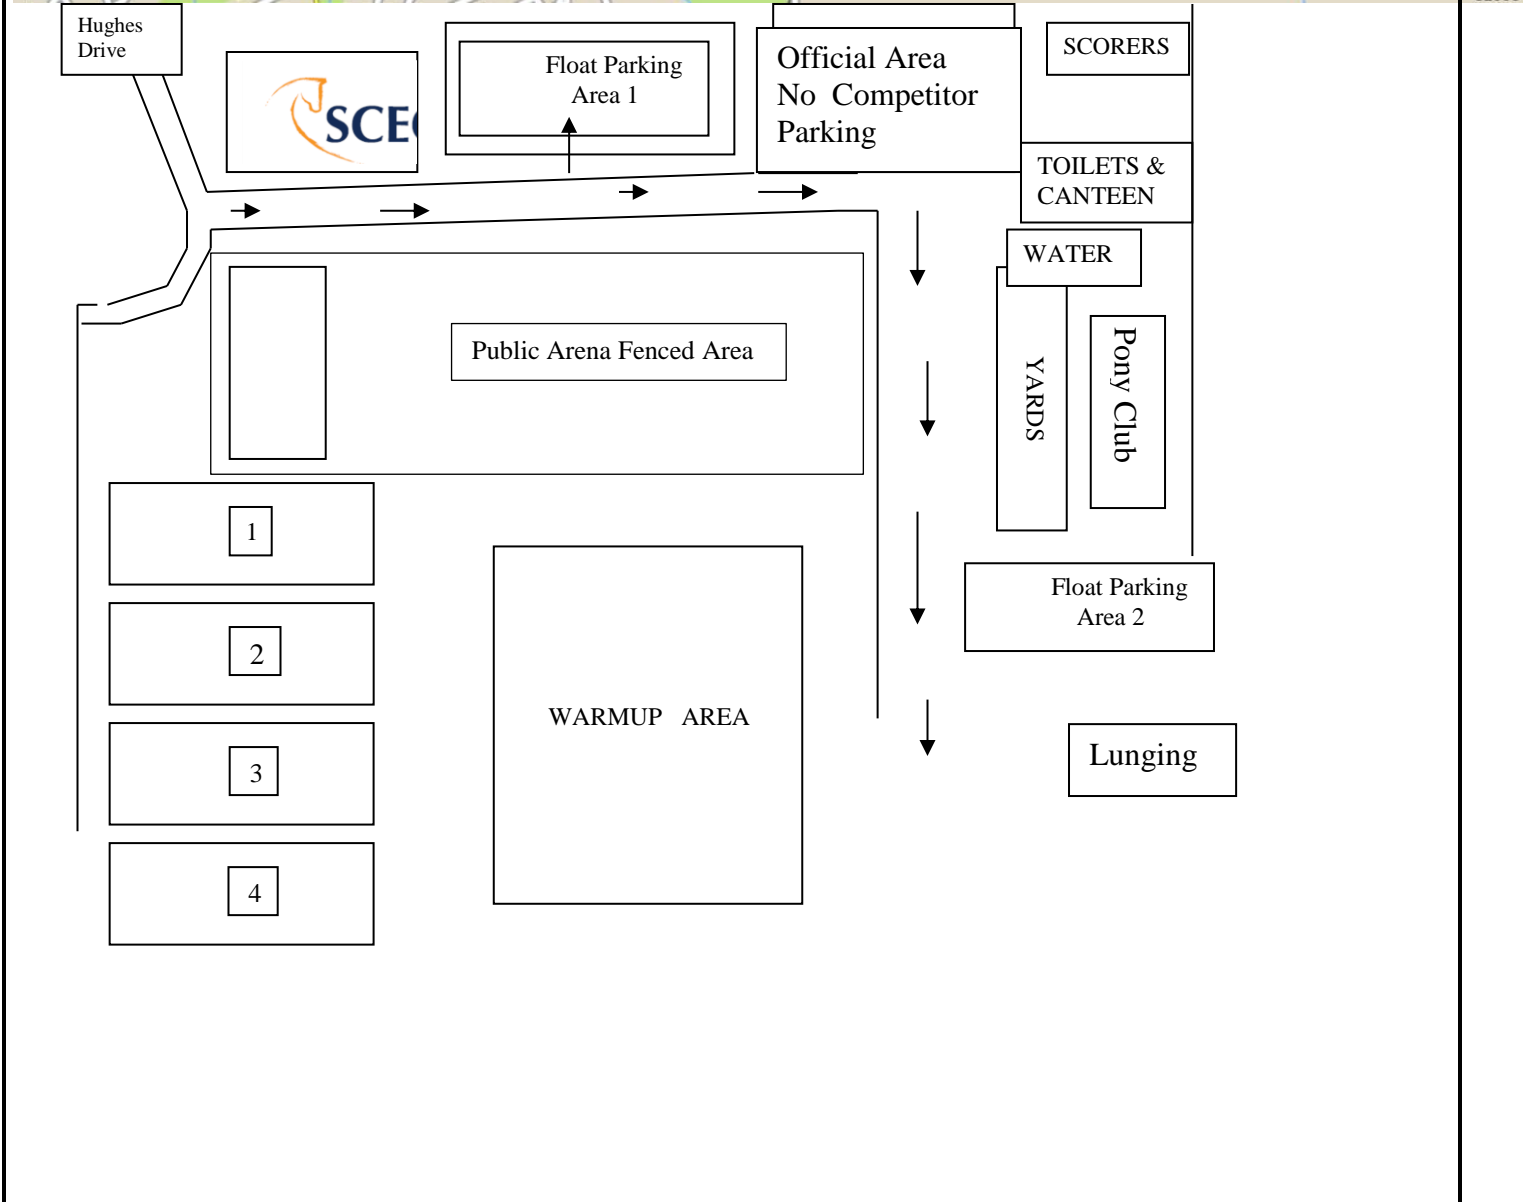 Hughes
Drive
SCE
Float Parking
Area 1
Official Area
No Competitor
Parking
SCORERS
TOILETS &
CANTEEN
WATER
Public Arena Fenced Area
YARDS
Pony Club
1
Float Parking
Area 2
2
WARMUP AREA
3
Lunging
4